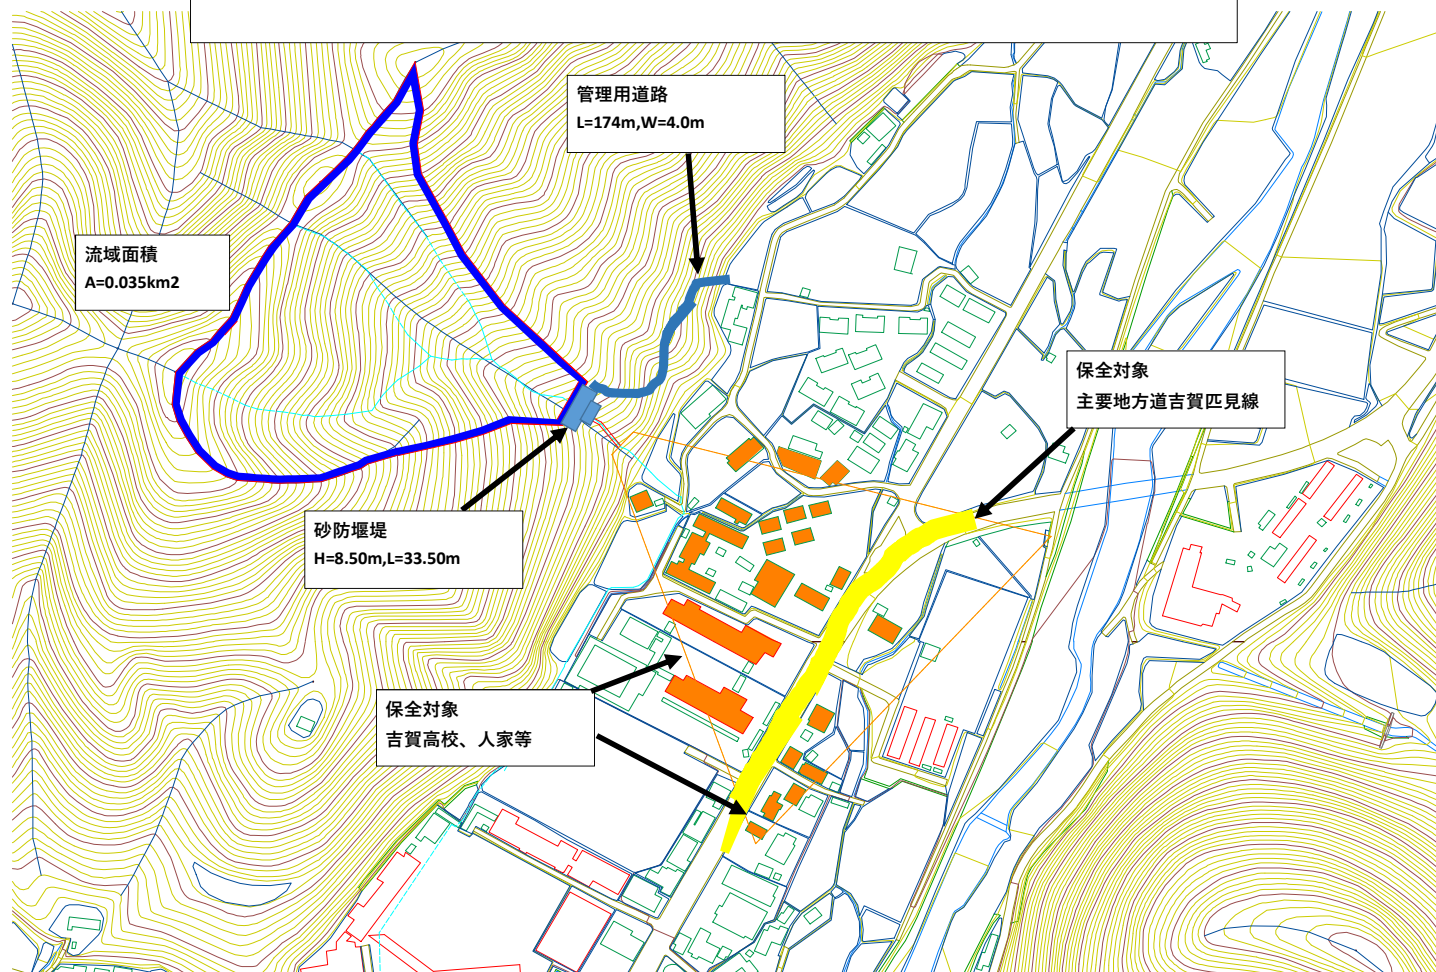 管理用道路
L=174m,W=4.0m
流域面積
A=0.035km2
保全対象
主要地方道吉賀匹見線
砂防堰堤
H=8.50m,L=33.50m
保全対象
吉賀高校、人家等